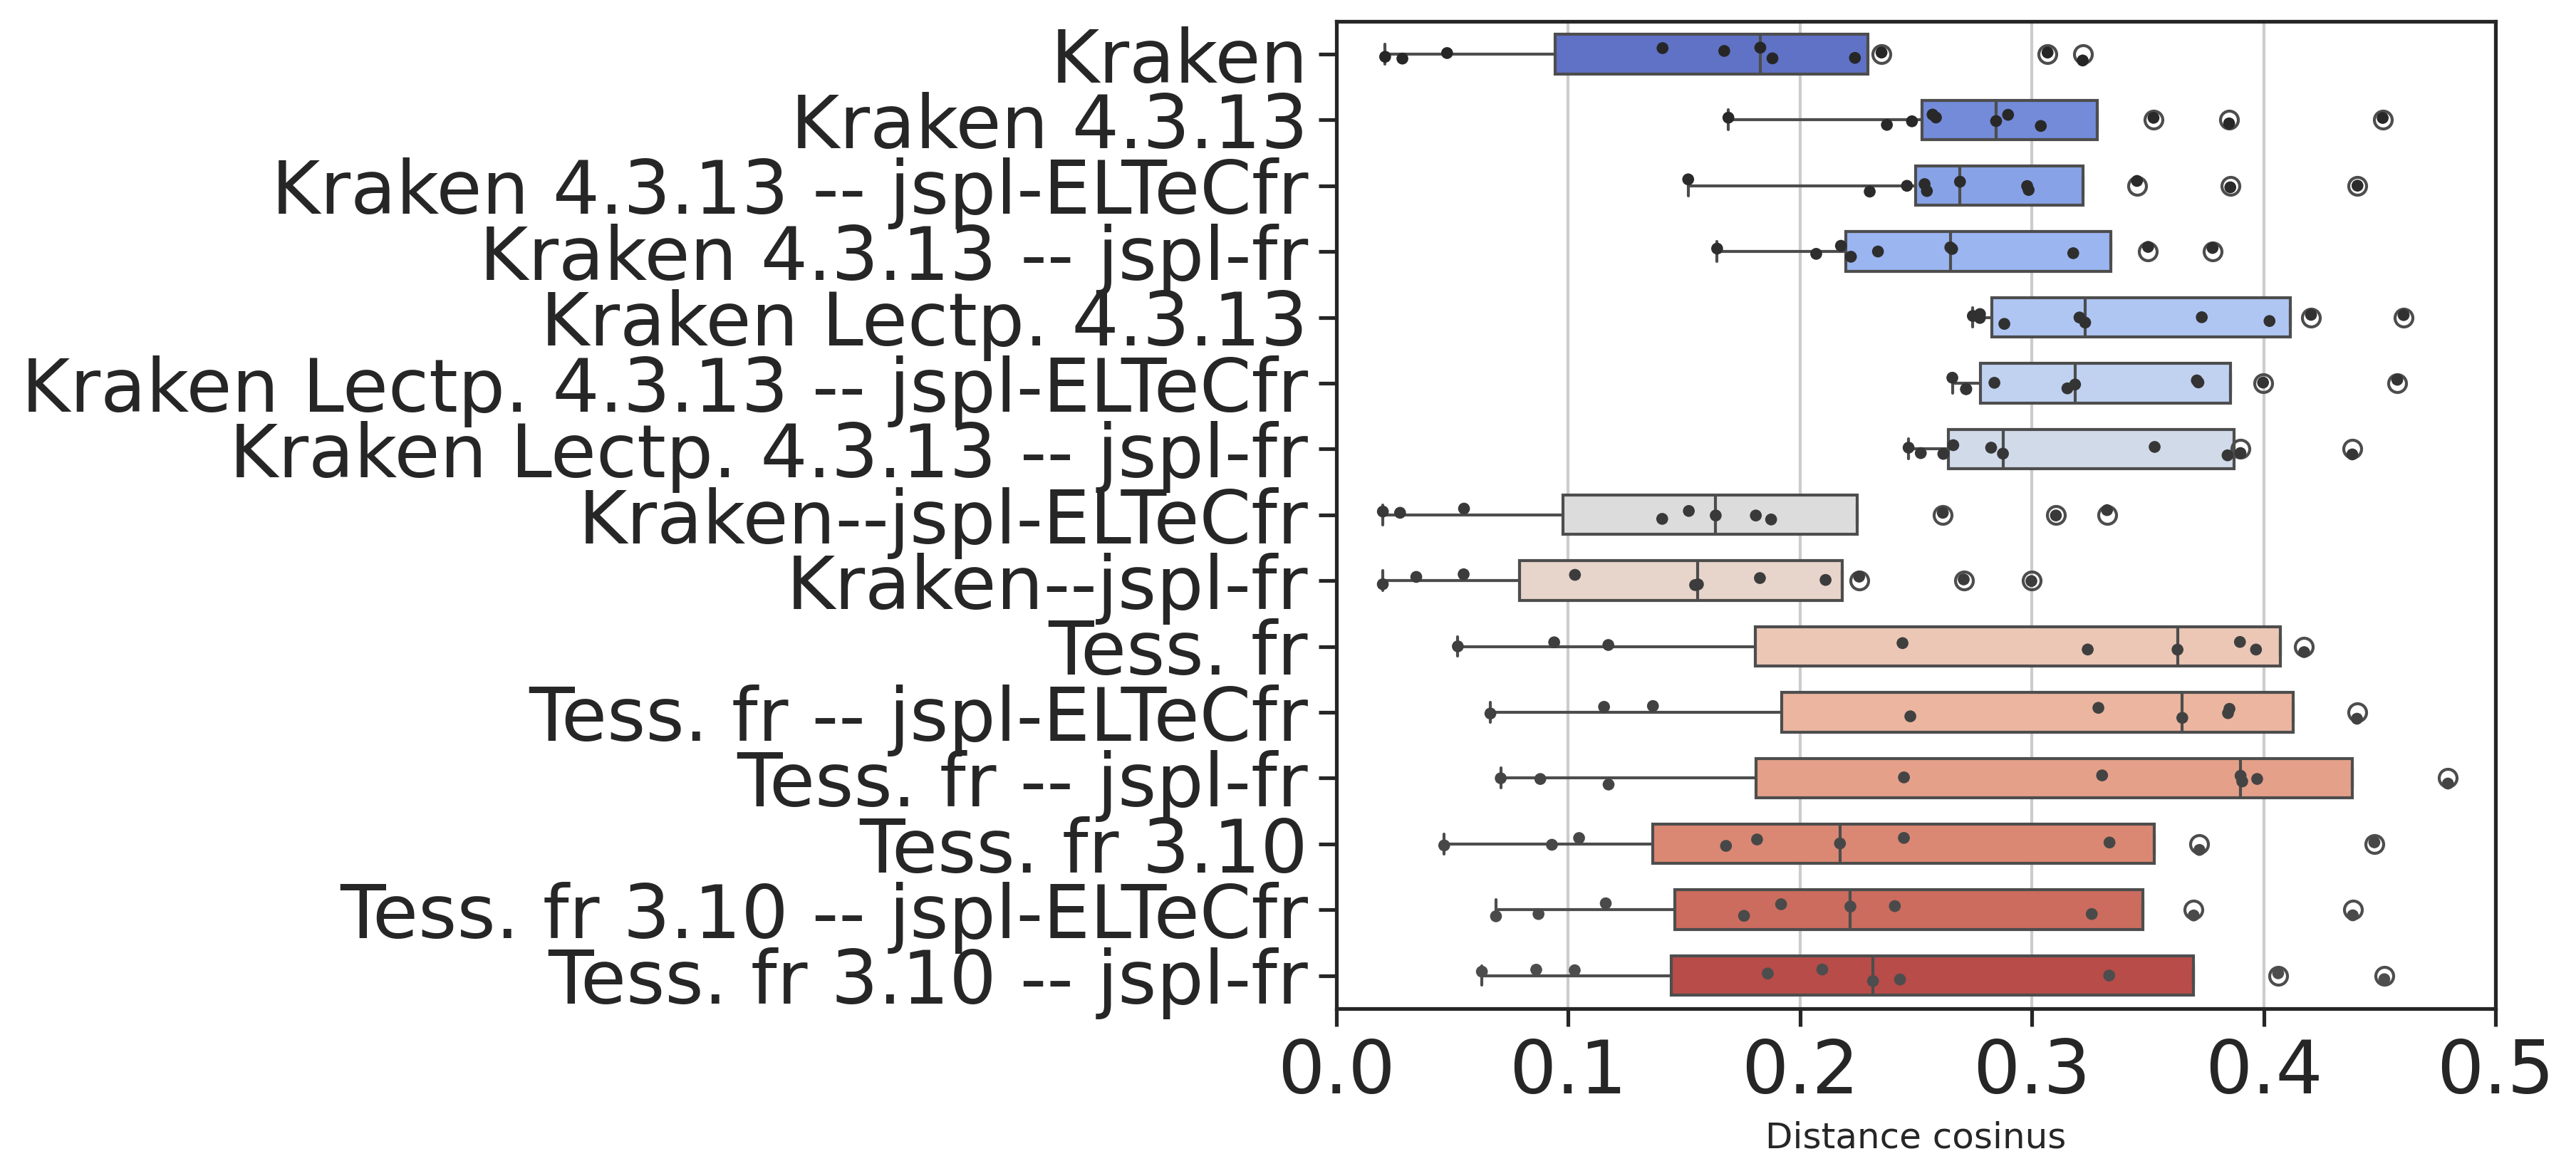 Kraken
Kraken 4.3.13
Kraken 4.3.13 -- jspl-ELTeCfr
Kraken 4.3.13 -- jspl-fr
Kraken Lectp. 4.3.13
Kraken Lectp. 4.3.13 -- jspl-ELTeCfr
Kraken Lectp. 4.3.13 -- jspl-fr
Kraken--jspl-ELTeCfr
Kraken--jspl-fr
Tess. fr
Tess. fr -- jspl-ELTeCfr
Tess. fr -- jspl-fr
Tess. fr 3.10
Tess. fr 3.10 -- jspl-ELTeCfr
Tess. fr 3.10 -- jspl-fr
0.0 0.1 0.2 0.3 0.4 0.5
Distance cosinus